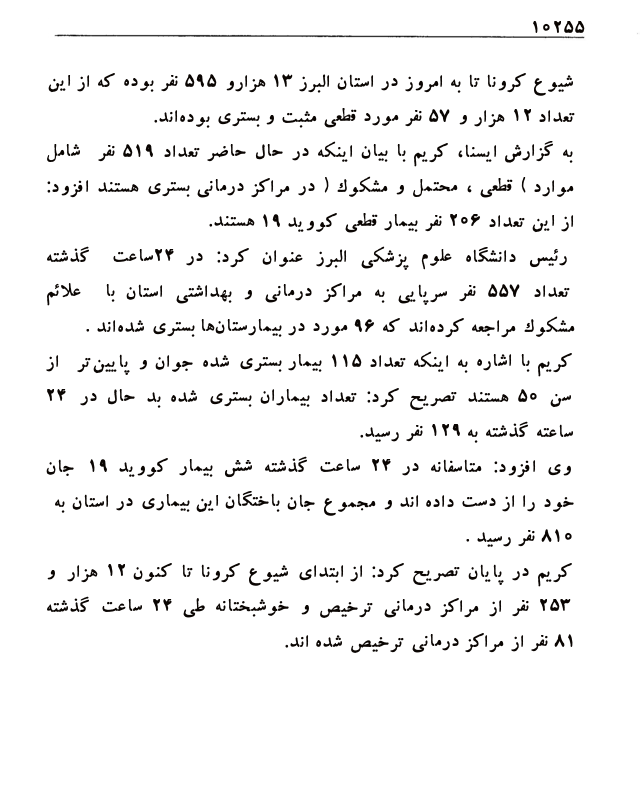 ۱۰۲۵۵
شیوع کرونا تا به امروز در استان البرز ۱۳ هزارو ۵۹۵ نفر بوده که از این
تعداد ۱۲ هزار و ۵۷ نفر مورد قطعی مثبت و بستری بوده‌اند.
به گزارش ایسنا، کریم با بیان اینکه در حال حاضر تعداد ۵۱۹ نفر شامل
موارد ) قطعی ، محتمل و مشکوك ( در مراکز درمانی بستری هستند افزود:
از این تعداد ۲۰۶ نفر بیمار قطعی کووید ۱۹ هستند.
رئیس دانشگاه علوم پزشکی البرز عنوان کرد: در ۲۴ساعت گذشته
تعداد ۵۵۷ نفر سرپایی به مراکز درمانی و بهداشتی استان با علائم
مشکوك مراجعه کرده‌اند که ۹۶ مورد در بیمارستان‌ها بستری شده‌اند .
کریم با اشاره به اینکه تعداد ۱۱۵ بیمار بستری شده جوان و پایین‌تر از
سن ۵۰ هستند تصریح کرد: تعداد بیماران بستری شده بد حال در ۲۴
ساعته گذشته به ۱۲۹ نفر رسید.
وی افزود: متاسفانه در ۲۴ ساعت گذشته شش بیمار کووید ۱۹ جان
خود را از دست داده اند و مجموع جان باختگان این بیماری در استان به
۸۱۰ نفر رسید .
کریم در پایان تصریح کرد: از ابتدای شیوع کرونا تا کنون ۱۲ هزار و
۲۵۳ نفر از مراکز درمانی ترخیص و خوشبختانه طی ۲۴ ساعت گذشته
۸۱ نفر از مراکز درمانی ترخیص شده اند.